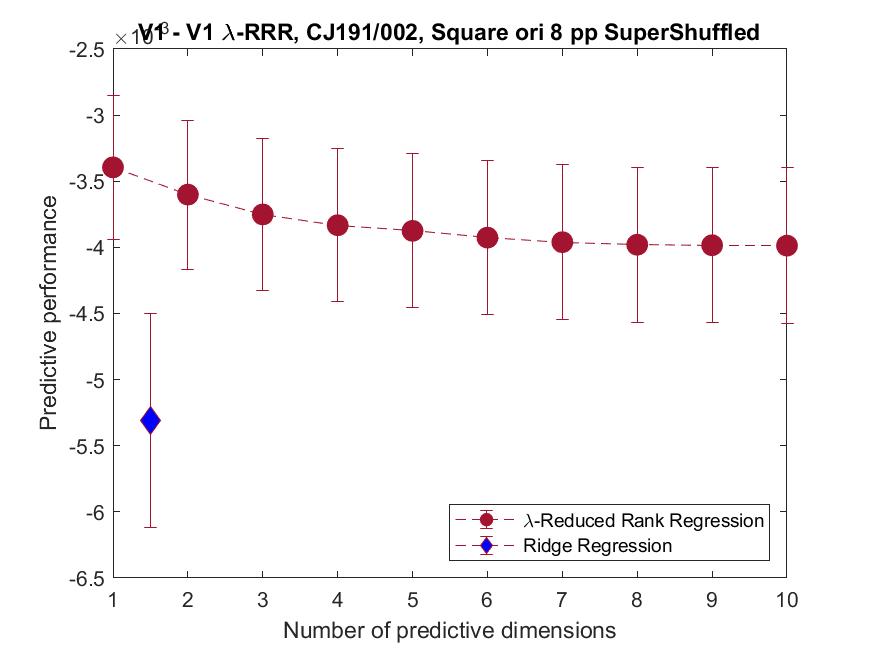 V1 - V1 λ-RRR, CJ191/002, Square ori 8 pp SuperShuffled
×10⁻³
-2.5
-3
-3.5
-4
-4.5
-5
-5.5
-6
-6.5
Predictive performance
λ-Reduced Rank Regression
Ridge Regression
1 2 3 4 5 6 7 8 9 10
Number of predictive dimensions